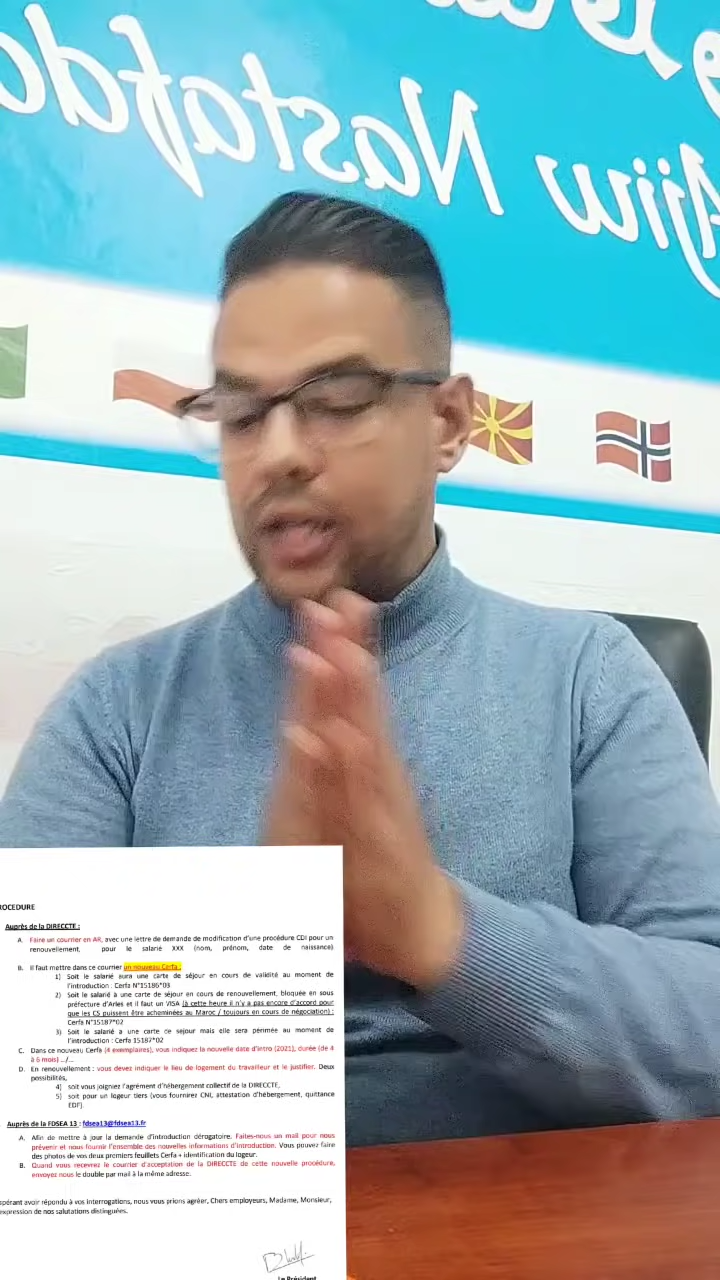 Nastafdo
Ajiw
ROCEDURE
Auprès de la DIRECCTE :
A. Faire un courrier en AR, avec une lettre de demande de modification d'une procédure CDI pour un
renouvellement, pour le salarié XXX (nom, prénom, date de naissance)
B. Il faut mettre dans ce courrier un nouveau Cerfa :
1) Soit le salarié aura une carte de séjour en cours de validité au moment de
l'introduction : Cerfa N°15186*03
2) Soit le salarié à une carte de séjour en cours de renouvellement, bloquée en sous
préfecture d'Arles et il faut un VISA (à cette heure il n'y a pas encore d'accord pour
que les CS puissent être acheminées au Maroc / toujours en cours de négociation) :
Cerfa N°15187*02
3) Soit le salarié a une carte de sejour mais elle sera périmée au moment de
l'introduction : Cerfa 15187*02
C. Dans ce nouveau Cerfa (4 exemplaires), vous indiquez la nouvelle date d'intro (2021), durée (de 4
à 6 mois) .../...
D. En renouvellement : vous devez indiquer le lieu de logement du travailleur et le justifier. Deux
possibilités,
4) soit vous joigniez l'agrément d'hébergement collectif de la DIRECCTE,
5) soit pour un logeur tiers (vous fournirez CNI, attestation d'hébergement, quittance
EDF).
Auprès de la FDSEA 13 : fdsea13@fdsea13.fr
A. Afin de mettre à jour la demande d'introduction dérogatoire, Faites-nous un mail pour nous
prévenir et nous fournir l'ensemble des nouvelles informations d'introduction. Vous pouvez faire
des photos de vos deux premiers feuillets Cerfa + identification du logeur.
B. Quand vous recevrez le courrier d'acceptation de la DIRECCTE de cette nouvelle procédure,
envoyez nous le double par mail à la même adresse.
spérant avoir répondu à vos interrogations, nous vous prions agréer, Chers employeurs, Madame, Monsieur,
expression de nos salutations distinguées.
Le Président